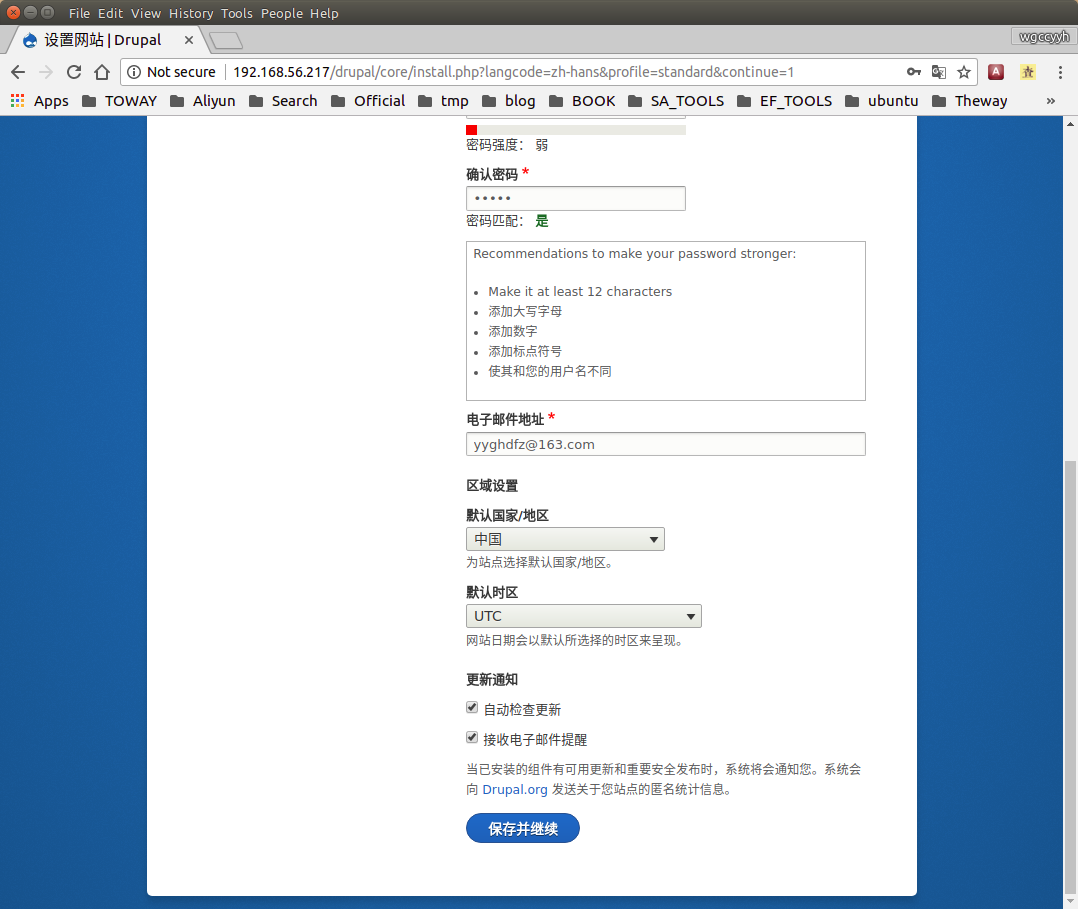 File Edit View History Tools People Help
设置网站 | Drupal
wgccyyh
Not secure 192.168.56.217/drupal/core/install.php?langcode=zh-hans&profile=standard&continue=1
Apps TOWAY Aliyun Search Official tmp blog BOOK SA_TOOLS EF_TOOLS ubuntu Theway »
密码强度： 弱
确认密码 *
•••••
密码匹配： 是
Recommendations to make your password stronger:
• Make it at least 12 characters
• 添加大写字母
• 添加数字
• 添加标点符号
• 使其和您的用户名不同
电子邮件地址 *
yyghdfz@163.com
区域设置
默认国家/地区
中国
为站点选择默认国家/地区。
默认时区
UTC
网站日期会以默认所选择的时区来呈现。
更新通知
自动检查更新
接收电子邮件提醒
当已安装的组件有可用更新和重要安全发布时，系统将会通知您。系统会
向 Drupal.org 发送关于您站点的匿名统计信息。
保存并继续